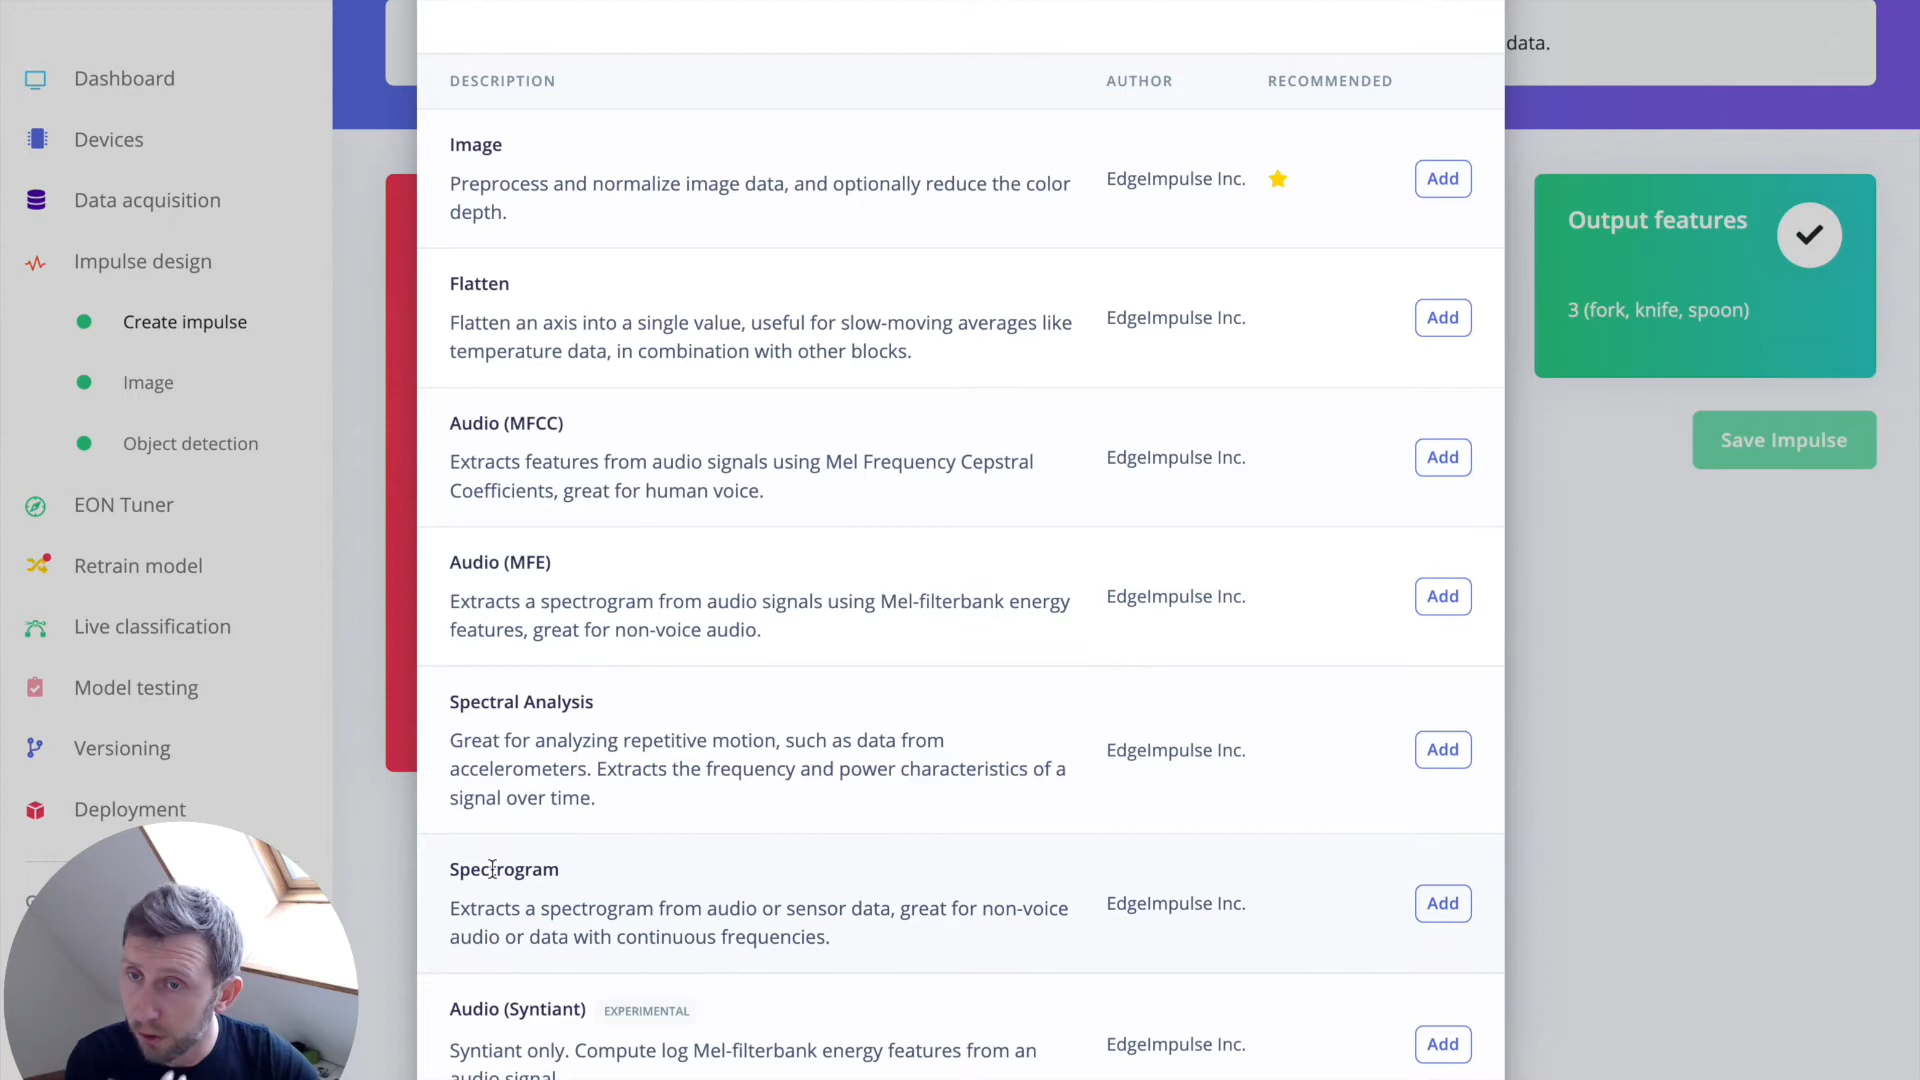 Dashboard
Devices
Data acquisition
Impulse design
Create impulse
Image
Object detection
EON Tuner
Retrain model
Live classification
Model testing
Versioning
Deployment
DESCRIPTION AUTHOR RECOMMENDED
Image
Preprocess and normalize image data, and optionally reduce the color
depth.
EdgeImpulse Inc.
Add
Flatten
Flatten an axis into a single value, useful for slow-moving averages like
temperature data, in combination with other blocks.
EdgeImpulse Inc.
Add
Audio (MFCC)
Extracts features from audio signals using Mel Frequency Cepstral
Coefficients, great for human voice.
EdgeImpulse Inc.
Add
Audio (MFE)
Extracts a spectrogram from audio signals using Mel-filterbank energy
features, great for non-voice audio.
EdgeImpulse Inc.
Add
Spectral Analysis
Great for analyzing repetitive motion, such as data from
accelerometers. Extracts the frequency and power characteristics of a
signal over time.
EdgeImpulse Inc.
Add
Spectrogram
Extracts a spectrogram from audio or sensor data, great for non-voice
audio or data with continuous frequencies.
EdgeImpulse Inc.
Add
Audio (Syntiant) EXPERIMENTAL
Syntiant only. Compute log Mel-filterbank energy features from an
audio signal.
EdgeImpulse Inc.
Add
data.
Output features
3 (fork, knife, spoon)
Save Impulse